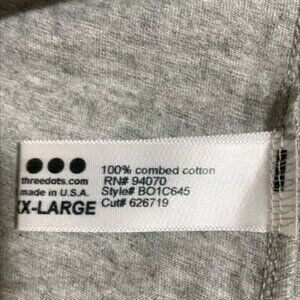 100% combed cotton
threedots.com
RN# 94070
made in U.S.A.
Style# BO1C645
XX-LARGE
Cut# 626719